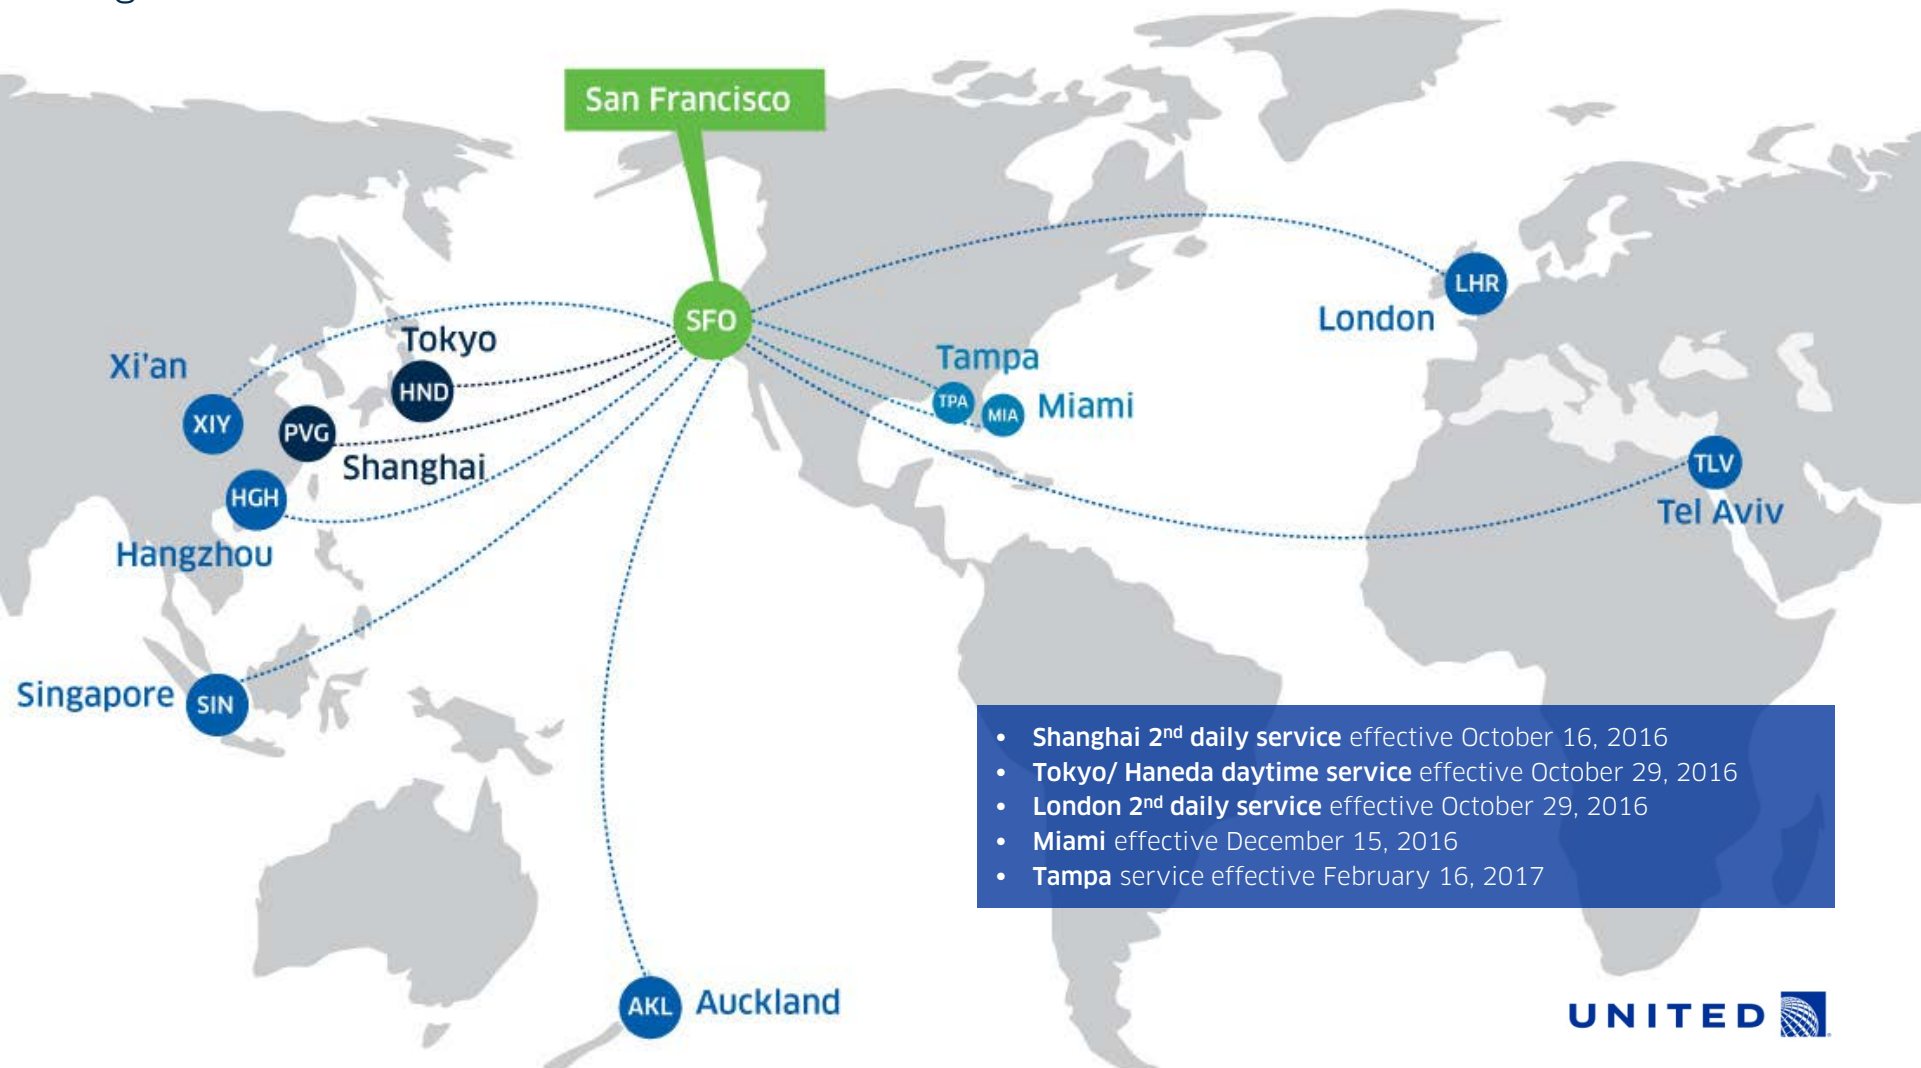 San Francisco
SFO
LHR
London
Tokyo
HND
Xi'an
XIY
PVG
Shanghai
HGH
Hangzhou
Tampa
TPA
MIA
Miami
TLV
Tel Aviv
Singapore
SIN
AKL
Auckland
• Shanghai 2nd daily service effective October 16, 2016
• Tokyo/ Haneda daytime service effective October 29, 2016
• London 2nd daily service effective October 29, 2016
• Miami effective December 15, 2016
• Tampa service effective February 16, 2017
UNITED